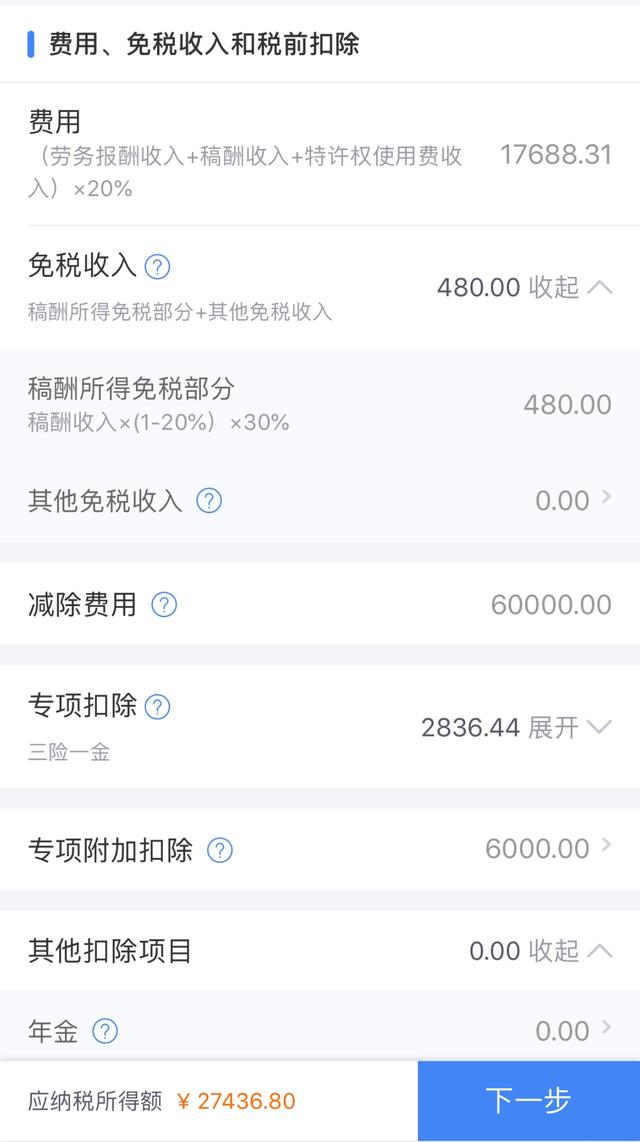 费用、免税收入和税前扣除
费用
（劳务报酬收入+稿酬收入+特许权使用费收
入）×20%
17688.31
免税收入 ?
稿酬所得免税部分+其他免税收入
480.00 收起
稿酬所得免税部分
稿酬收入×(1-20%）×30%
480.00
其他免税收入 ? 0.00
减除费用 ? 60000.00
专项扣除 ?
三险一金
2836.44 展开
专项附加扣除 ? 6000.00
其他扣除项目 0.00 收起
年金 ? 0.00
应纳税所得额 ¥ 27436.80 下一步